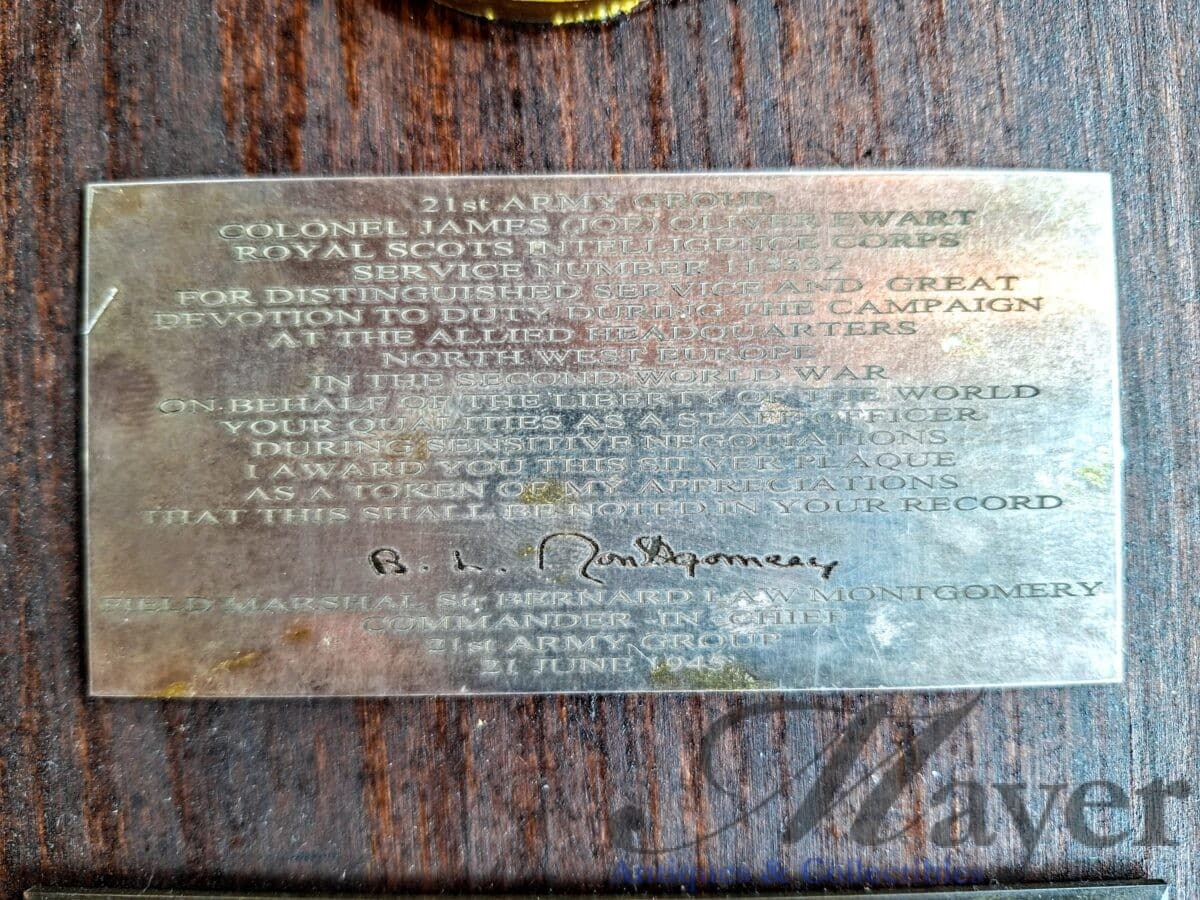 21st ARMY GROUP
COLONEL JAMES (JOE) OLIVER EWART
ROYAL SCOTS INTELLIGENCE CORPS
SERVICE NUMBER
FOR DISTINGUISHED SERVICE AND GREAT
DEVOTION TO DUTY DURING THE CAMPAIGN
AT THE ALLIED HEADQUARTERS
NORTH WEST EUROPE
IN THE SECOND WORLD WAR
ON BEHALF OF THE LIBERTY OF THE WORLD
YOUR QUALITIES AS A STAFF OFFICER
DURING SENSITIVE NEGOTIATIONS
I AWARD YOU THIS SILVER PLAQUE
AS A TOKEN OF MY APPRECIATIONS
THAT THIS SHALL BE NOTED IN YOUR RECORD
B. L. Montgomery
FIELD MARSHAL Sir BERNARD LAW MONTGOMERY
COMMANDER - IN - CHIEF
21st ARMY GROUP
21 JUNE 1945
Mayer
Antiques & Collectibles